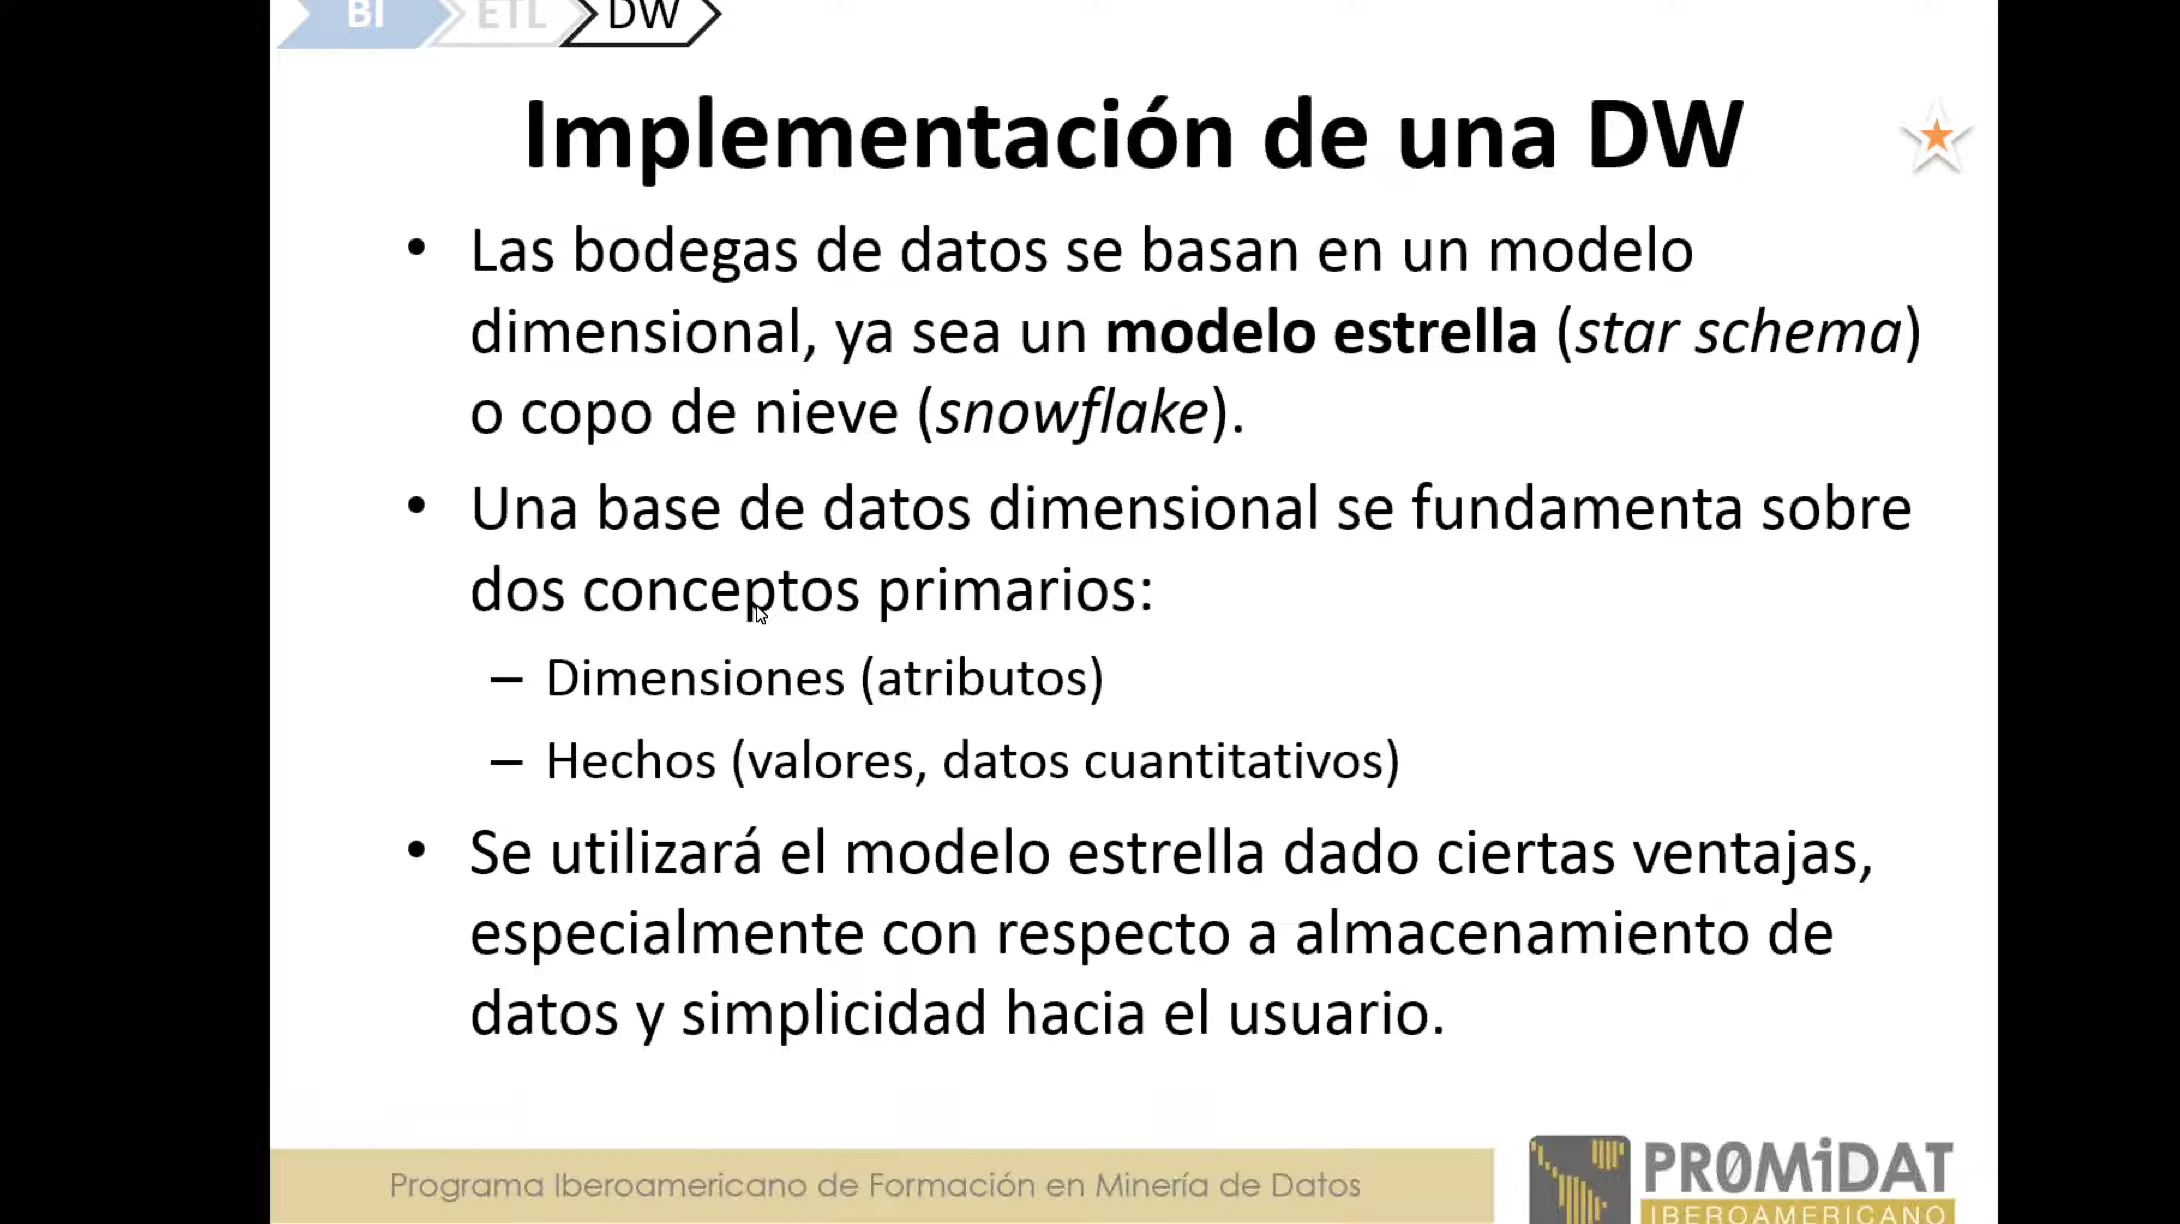 BI ETL DW
Implementación de una DW
• Las bodegas de datos se basan en un modelo
dimensional, ya sea un modelo estrella (star schema)
o copo de nieve (snowflake).
• Una base de datos dimensional se fundamenta sobre
dos conceptos primarios:
– Dimensiones (atributos)
– Hechos (valores, datos cuantitativos)
• Se utilizará el modelo estrella dado ciertas ventajas,
especialmente con respecto a almacenamiento de
datos y simplicidad hacia el usuario.
Programa Iberoamericano de Formación en Minería de Datos
PR0MiDAT
IBEROAMERICANO